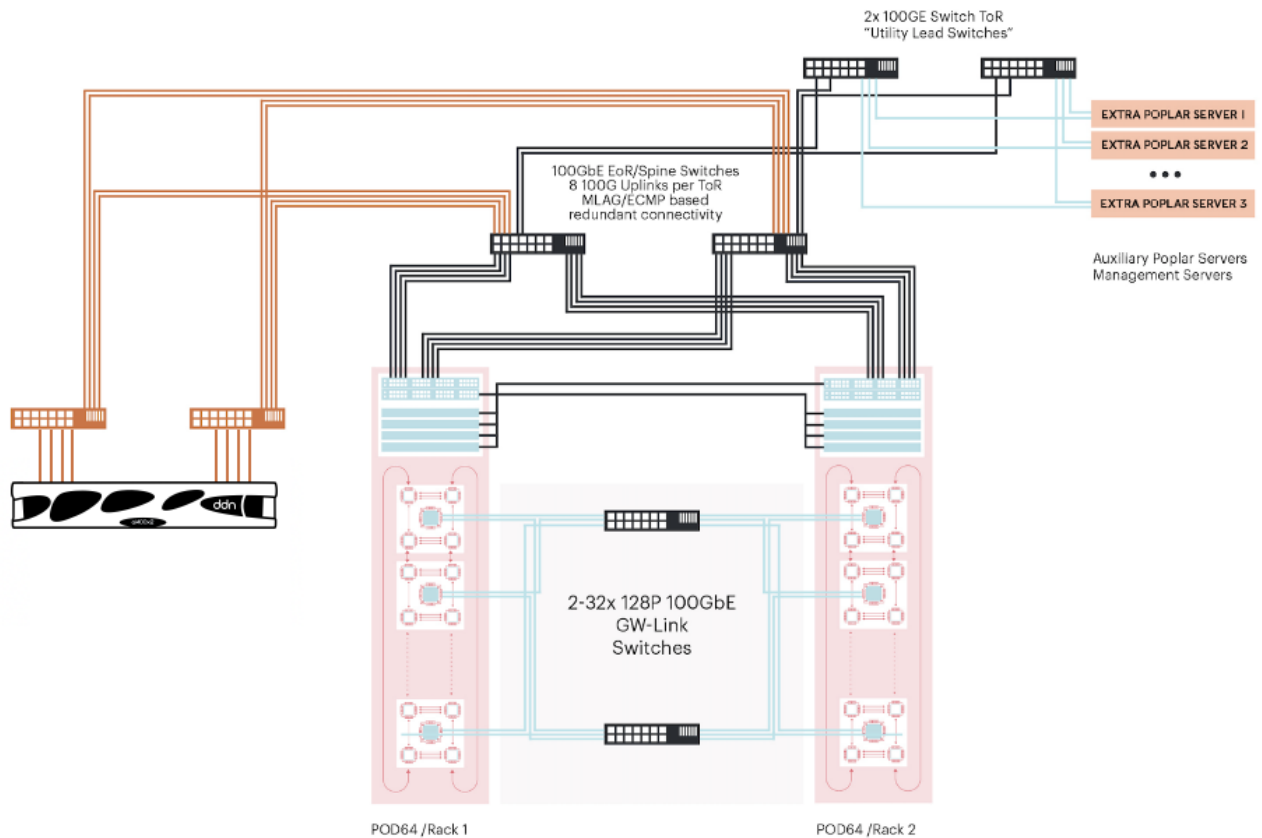 2x 100GE Switch ToR
“Utility Lead Switches”
EXTRA POPLAR SERVER 1
EXTRA POPLAR SERVER 2
EXTRA POPLAR SERVER 3
Auxiliary Poplar Servers
Management Servers
100GbE EoR/Spine Switches
8 100G Uplinks per ToR
MLAG/ECMP based
redundant connectivity
ddn
2-32x 128P 100GbE
GW-Link
Switches
POD64 /Rack 1
POD64 /Rack 2